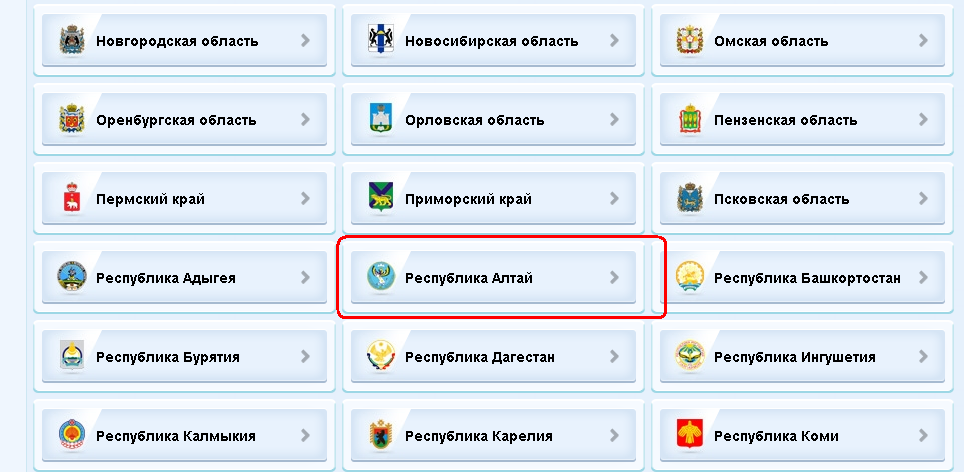 Новгородская область
Новосибирская область
Омская область
Оренбургская область
Орловская область
Пензенская область
Пермский край
Приморский край
Псковская область
Республика Адыгея
Республика Алтай
Республика Башкортостан
Республика Бурятия
Республика Дагестан
Республика Ингушетия
Республика Калмыкия
Республика Карелия
Республика Коми